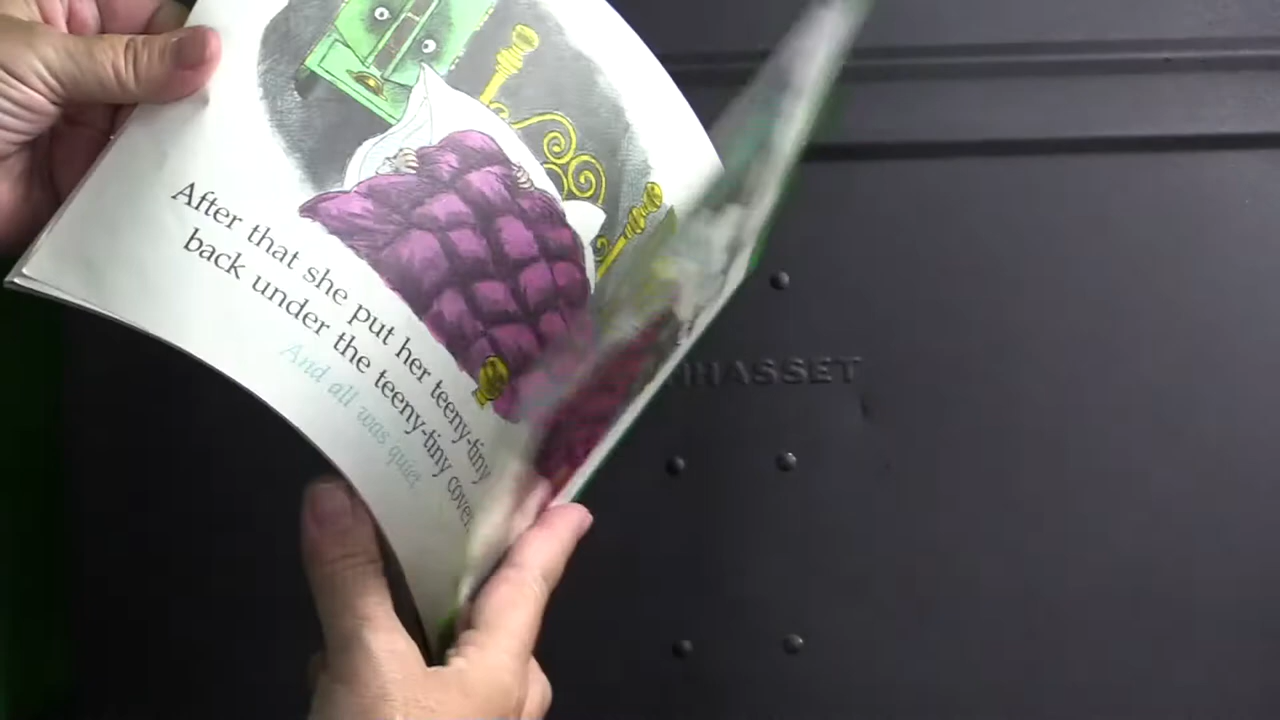 After that she put her teeny-tiny
back under the teeny-tiny cover
And all was quiet
HASSET